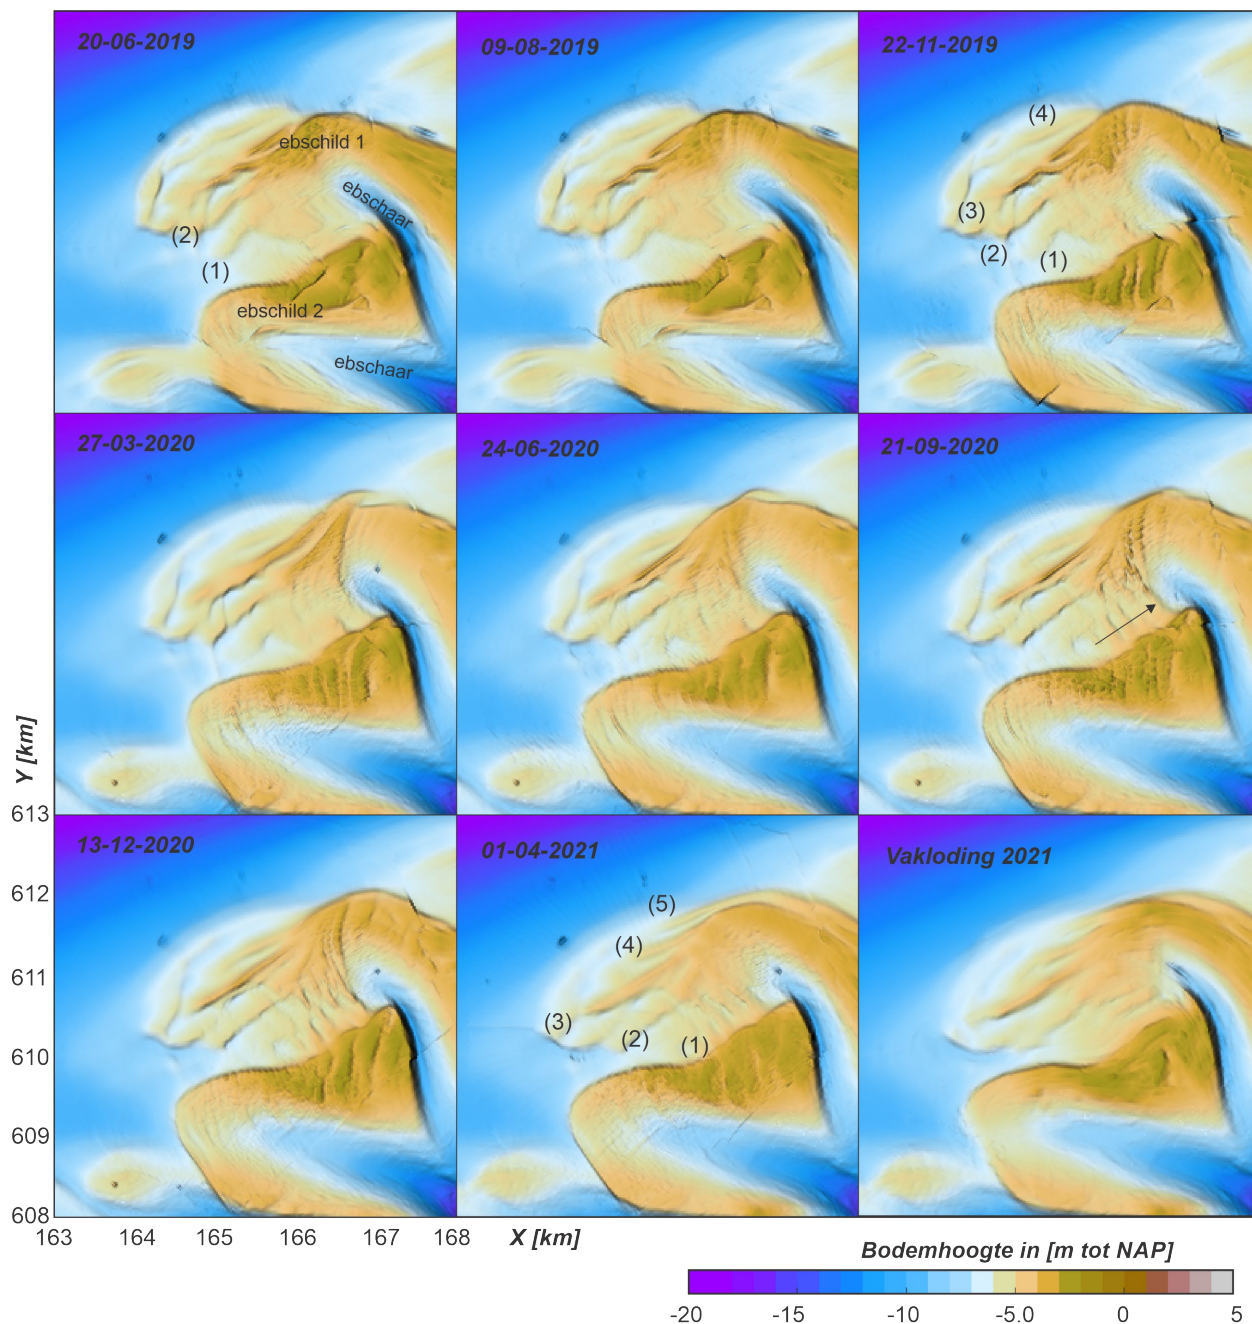 20-06-2019
09-08-2019
22-11-2019
ebschild 1
ebschaar
(2)
(1)
ebschild 2
ebschaar
(4)
(3)
(2)
(1)
27-03-2020
24-06-2020
21-09-2020
13-12-2020
01-04-2021
Vakloding 2021
(5)
(4)
(3)
(2)
(1)
Y [km]
613
612
611
610
609
608
163 164 165 166 167 168 X [km]
Bodemhoogte in [m tot NAP]
-20 -15 -10 -5.0 0 5